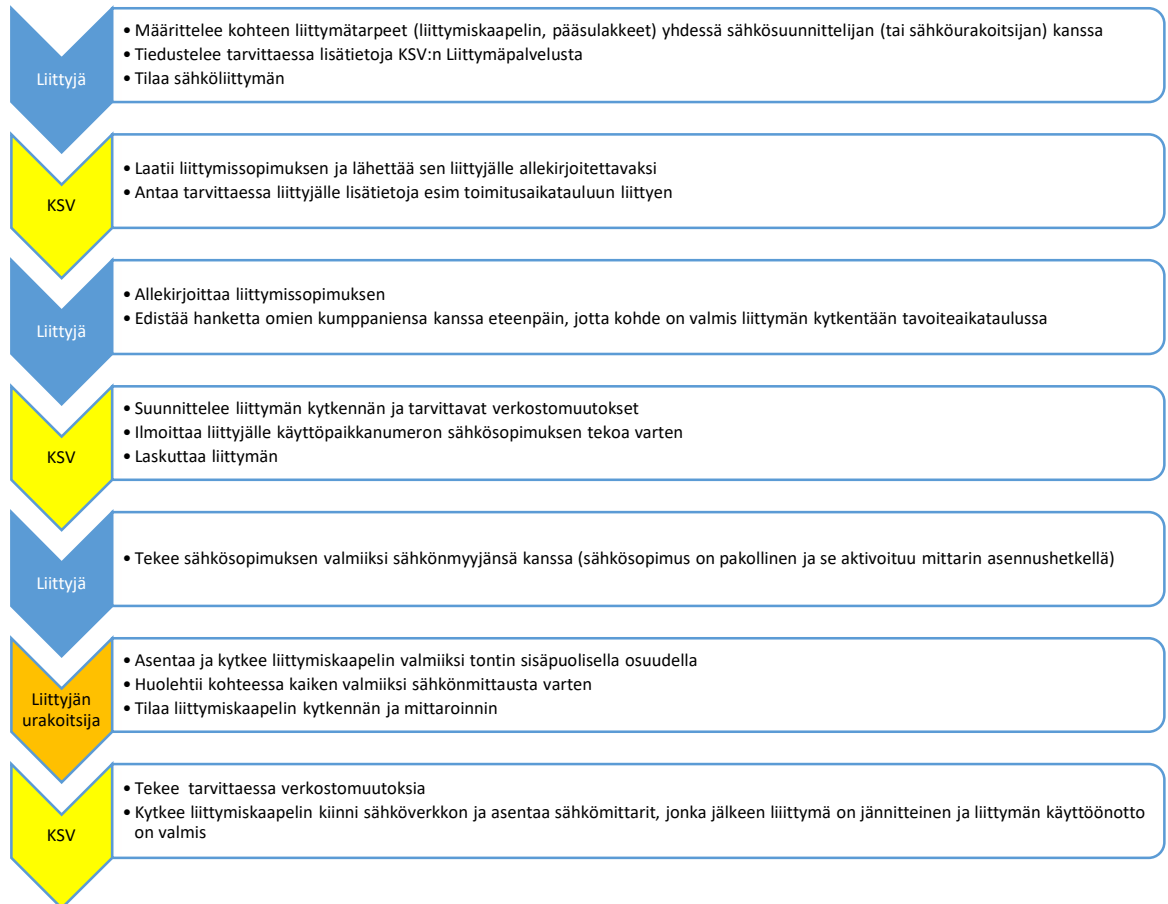 Liittyjä
• Määrittelee kohteen liittymätarpeet (liittymiskaapelin, pääsulakkeet) yhdessä sähkösuunnittelijan (tai sähköurakoitsijan) kanssa
• Tiedustelee tarvittaessa lisätietoja KSV:n Liittymäpalvelusta
• Tilaa sähköliittymän
KSV
• Laatii liittymissopimuksen ja lähettää sen liittyjälle allekirjoitettavaksi
• Antaa tarvittaessa liittyjälle lisätietoja esim toimitusaikatauluun liittyen
Liittyjä
• Allekirjoittaa liittymissopimuksen
• Edistää hanketta omien kumppaniensa kanssa eteenpäin, jotta kohde on valmis liittymän kytkentään tavoiteaikataulussa
KSV
• Suunnittelee liittymän kytkennän ja tarvittavat verkostomuutokset
• Ilmoittaa liittyjälle käyttöpaikkanumeron sähkösopimuksen tekoa varten
• Laskuttaa liittymän
Liittyjä
• Tekee sähkösopimuksen valmiiksi sähkönmyyjänsä kanssa (sähkösopimus on pakollinen ja se aktivoituu mittarin asennushetkellä)
Liittyjän
urakoitsija
• Asentaa ja kytkee liittymiskaapelin valmiiksi tontin sisäpuolisella osuudella
• Huolehtii kohteessa kaiken valmiiksi sähkönmittausta varten
• Tilaa liittymiskaapelin kytkennän ja mittaroinnin
KSV
• Tekee tarvittaessa verkostomuutoksia
• Kytkee liittymiskaapelin kiinni sähköverkkon ja asentaa sähkömittarit, jonka jälkeen liiittymä on jännitteinen ja liittymän käyttöönotto
on valmis